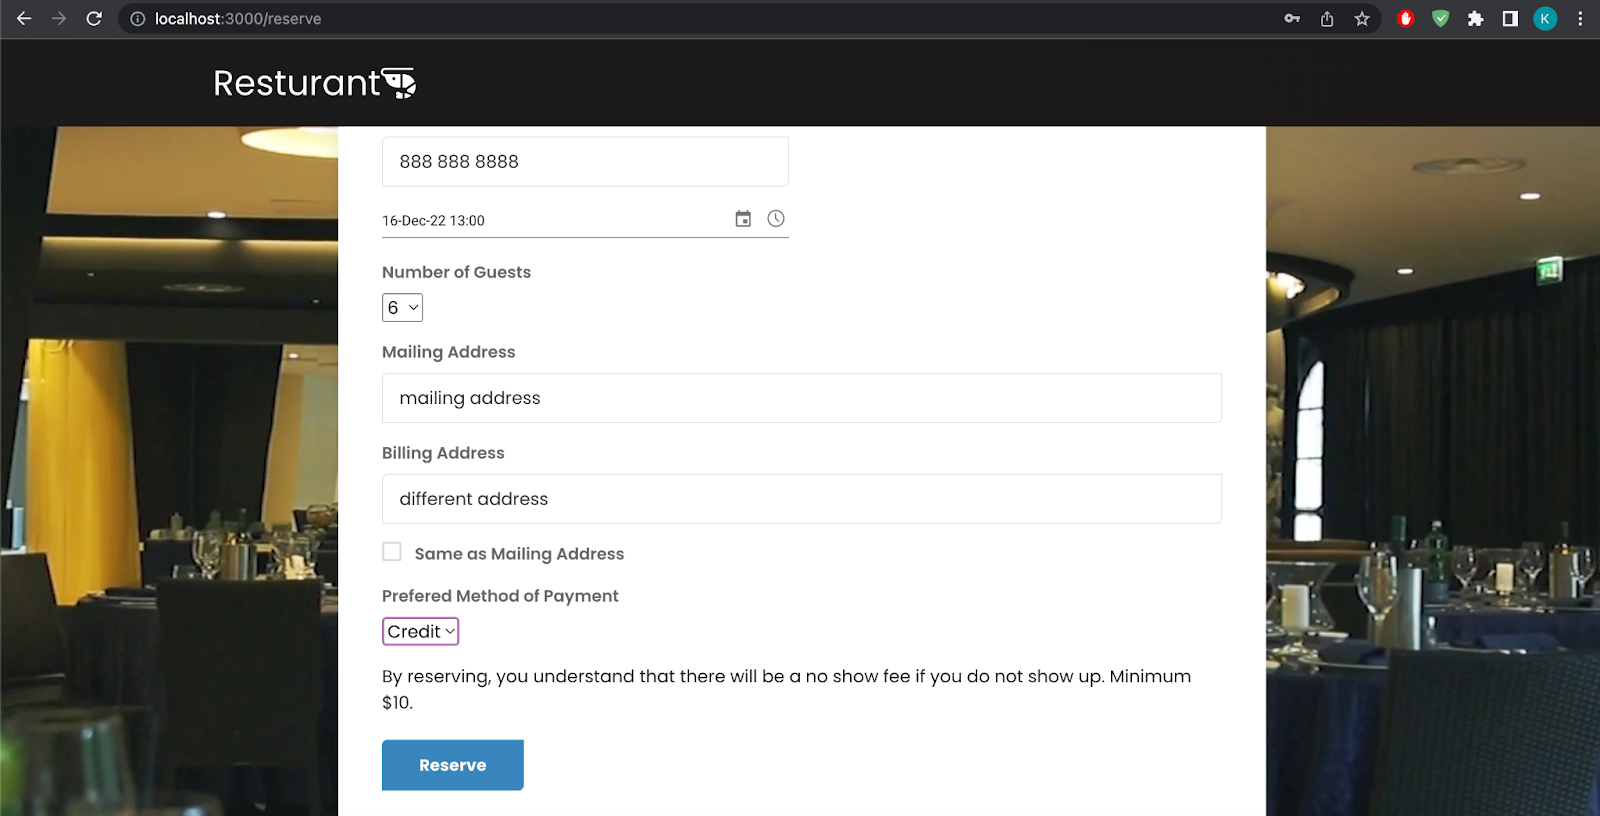 localhost:3000/reserve
K
Resturant
888 888 8888
16-Dec-22 13:00
Number of Guests
6
Mailing Address
mailing address
Billing Address
different address
Same as Mailing Address
Prefered Method of Payment
Credit
By reserving, you understand that there will be a no show fee if you do not show up. Minimum
$10.
Reserve